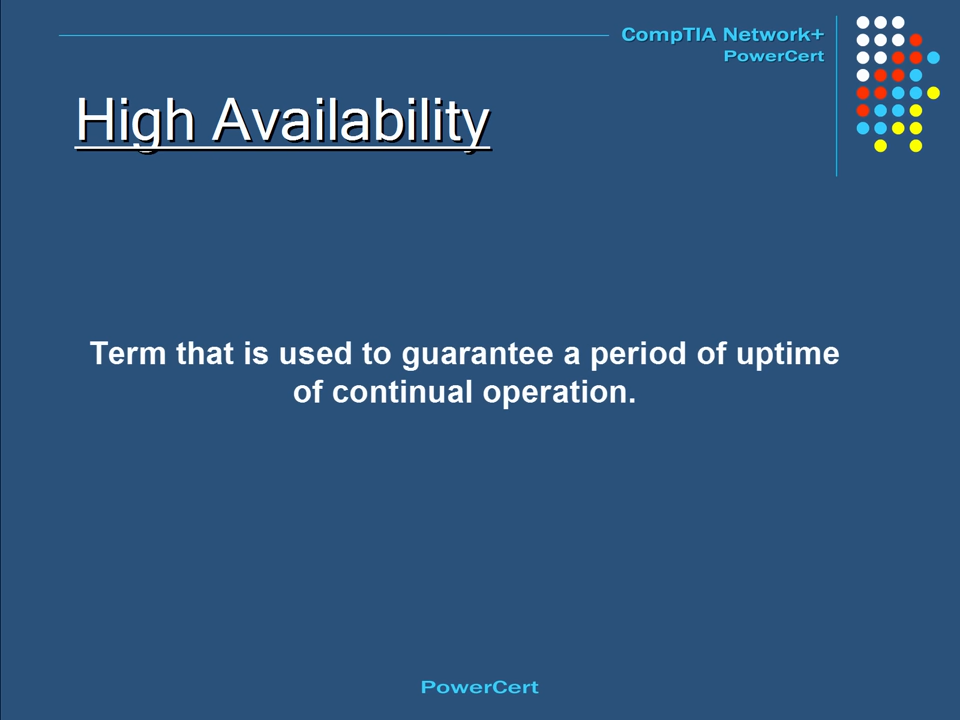 CompTIA Network+
PowerCert
High Availability
Term that is used to guarantee a period of uptime
of continual operation.
PowerCert